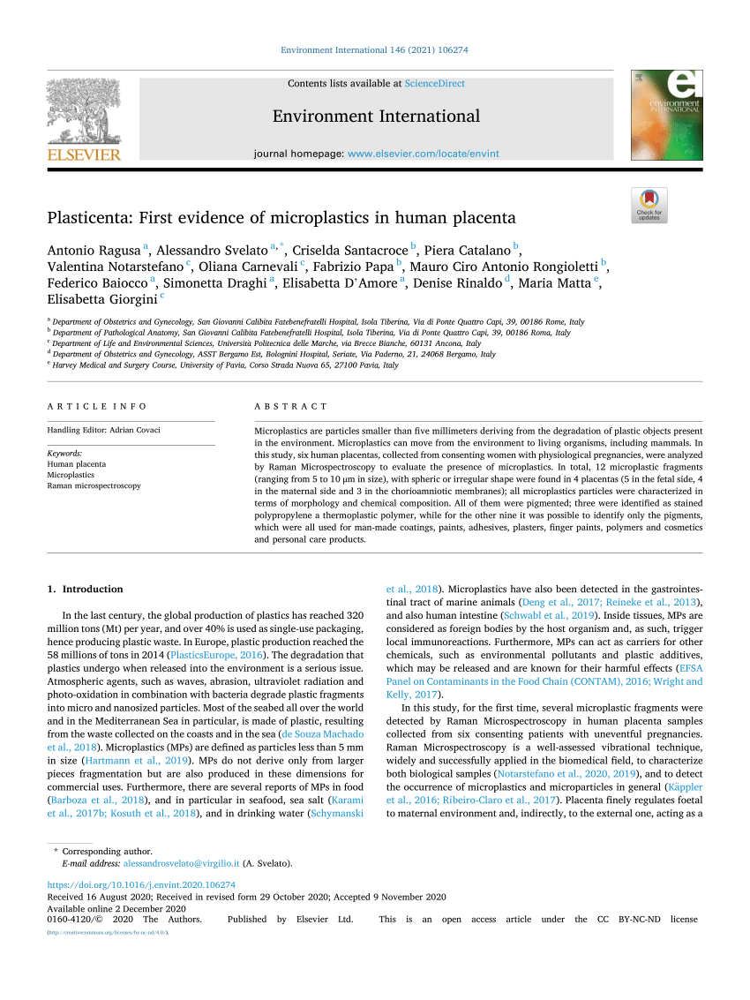 Environment International 146 (2021) 106274
Contents lists available at ScienceDirect
Environment International
journal homepage: www.elsevier.com/locate/envint
ELSEVIER
environment
INTERNATIONAL
Check for
updates
Plasticenta: First evidence of microplastics in human placenta
Antonio Ragusa a, Alessandro Svelato a,*, Criselda Santacroce b, Piera Catalano b,
Valentina Notarstefano c, Oliana Carnevali c, Fabrizio Papa b, Mauro Ciro Antonio Rongioletti b,
Federico Baiocco a, Simonetta Draghi a, Elisabetta D'Amore a, Denise Rinaldo d, Maria Matta e,
Elisabetta Giorgini c
a Department of Obstetrics and Gynecology, San Giovanni Calibita Fatebenefratelli Hospital, Isola Tiberina, Via di Ponte Quattro Capi, 39, 00186 Rome, Italy
b Department of Pathological Anatomy, San Giovanni Calibita Fatebenefratelli Hospital, Isola Tiberina, Via di Ponte Quattro Capi, 39, 00186 Roma, Italy
c Department of Life and Environmental Sciences, Università Politecnica delle Marche, via Brecce Bianche, 60131 Ancona, Italy
d Department of Obstetrics and Gynecology, ASST Bergamo Est, Bolognini Hospital, Seriate, Via Paderno, 21, 24068 Bergamo, Italy
e Harvey Medical and Surgery Course, University of Pavia, Corso Strada Nuova 65, 27100 Pavia, Italy
ARTICLE INFO
Handling Editor: Adrian Covaci
Keywords:
Human placenta
Microplastics
Raman microspectroscopy
ABSTRACT
Microplastics are particles smaller than five millimeters deriving from the degradation of plastic objects present
in the environment. Microplastics can move from the environment to living organisms, including mammals. In
this study, six human placentas, collected from consenting women with physiological pregnancies, were analyzed
by Raman Microspectroscopy to evaluate the presence of microplastics. In total, 12 microplastic fragments
(ranging from 5 to 10 μm in size), with spheric or irregular shape were found in 4 placentas (5 in the fetal side, 4
in the maternal side and 3 in the chorioamniotic membranes); all microplastics particles were characterized in
terms of morphology and chemical composition. All of them were pigmented; three were identified as stained
polypropylene a thermoplastic polymer, while for the other nine it was possible to identify only the pigments,
which were all used for man-made coatings, paints, adhesives, plasters, finger paints, polymers and cosmetics
and personal care products.
1. Introduction
In the last century, the global production of plastics has reached 320
million tons (Mt) per year, and over 40% is used as single-use packaging,
hence producing plastic waste. In Europe, plastic production reached the
58 millions of tons in 2014 (PlasticsEurope, 2016). The degradation that
plastics undergo when released into the environment is a serious issue.
Atmospheric agents, such as waves, abrasion, ultraviolet radiation and
photo-oxidation in combination with bacteria degrade plastic fragments
into micro and nanosized particles. Most of the seabed all over the world
and in the Mediterranean Sea in particular, is made of plastic, resulting
from the waste collected on the coasts and in the sea (de Souza Machado
et al., 2018). Microplastics (MPs) are defined as particles less than 5 mm
in size (Hartmann et al., 2019). MPs do not derive only from larger
pieces fragmentation but are also produced in these dimensions for
commercial uses. Furthermore, there are several reports of MPs in food
(Barboza et al., 2018), and in particular in seafood, sea salt (Karami
et al., 2017b; Kosuth et al., 2018), and in drinking water (Schymanski
et al., 2018). Microplastics have also been detected in the gastrointes-
tinal tract of marine animals (Deng et al., 2017; Reineke et al., 2013),
and also human intestine (Schwabl et al., 2019). Inside tissues, MPs are
considered as foreign bodies by the host organism and, as such, trigger
local immunoreactions. Furthermore, MPs can act as carriers for other
chemicals, such as environmental pollutants and plastic additives,
which may be released and are known for their harmful effects (EFSA
Panel on Contaminants in the Food Chain (CONTAM), 2016; Wright and
Kelly, 2017).
In this study, for the first time, several microplastic fragments were
detected by Raman Microspectroscopy in human placenta samples
collected from six consenting patients with uneventful pregnancies.
Raman Microspectroscopy is a well-assessed vibrational technique,
widely and successfully applied in the biomedical field, to characterize
both biological samples (Notarstefano et al., 2020, 2019), and to detect
the occurrence of microplastics and microparticles in general (Käppler
et al., 2016; Ribeiro-Claro et al., 2017). Placenta finely regulates foetal
to maternal environment and, indirectly, to the external one, acting as a
* Corresponding author.
E-mail address: alessandrosvelato@virgilio.it (A. Svelato).
https://doi.org/10.1016/j.envint.2020.106274
Received 16 August 2020; Received in revised form 29 October 2020; Accepted 9 November 2020
Available online 2 December 2020
0160-4120/© 2020 The Authors. Published by Elsevier Ltd. This is an open access article under the CC BY-NC-ND license
(http://creativecommons.org/licenses/by-nc-nd/4.0/).